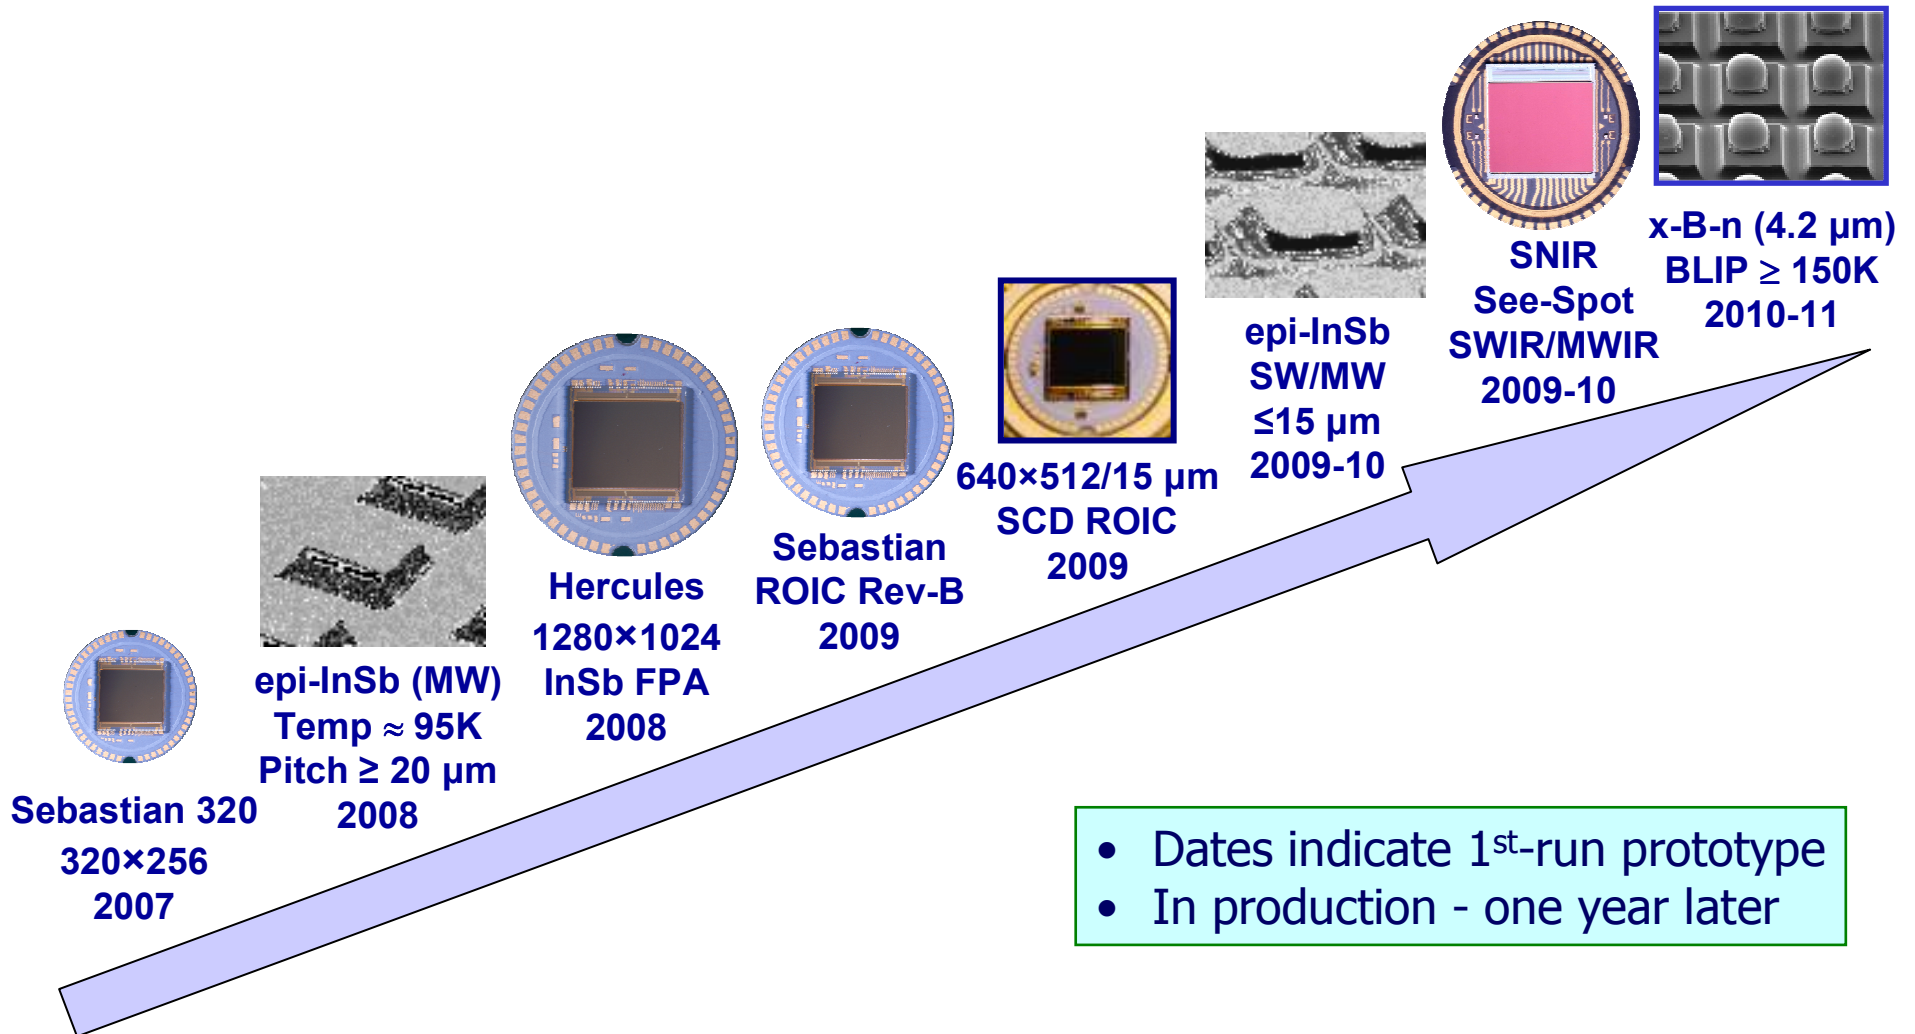 Sebastian 320
320×256
2007
epi-InSb (MW)
Temp ≈ 95K
Pitch ≥ 20 µm
2008
Hercules
1280×1024
InSb FPA
2008
Sebastian
ROIC Rev-B
2009
640×512/15 µm
SCD ROIC
2009
epi-InSb
SW/MW
≤15 µm
2009-10
SNIR
See-Spot
SWIR/MWIR
2009-10
x-B-n (4.2 µm)
BLIP ≥ 150K
2010-11
• Dates indicate 1st-run prototype
• In production - one year later